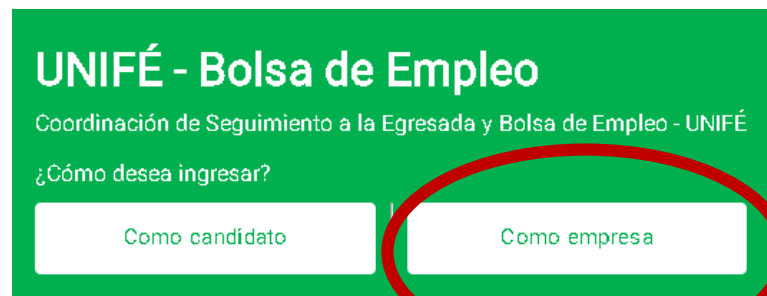 UNIFÉ - Bolsa de Empleo
Coordinación de Seguimiento a la Egresada y Bolsa de Empleo - UNIFÉ
¿Cómo desea ingresar?
Como candidato
Como empresa